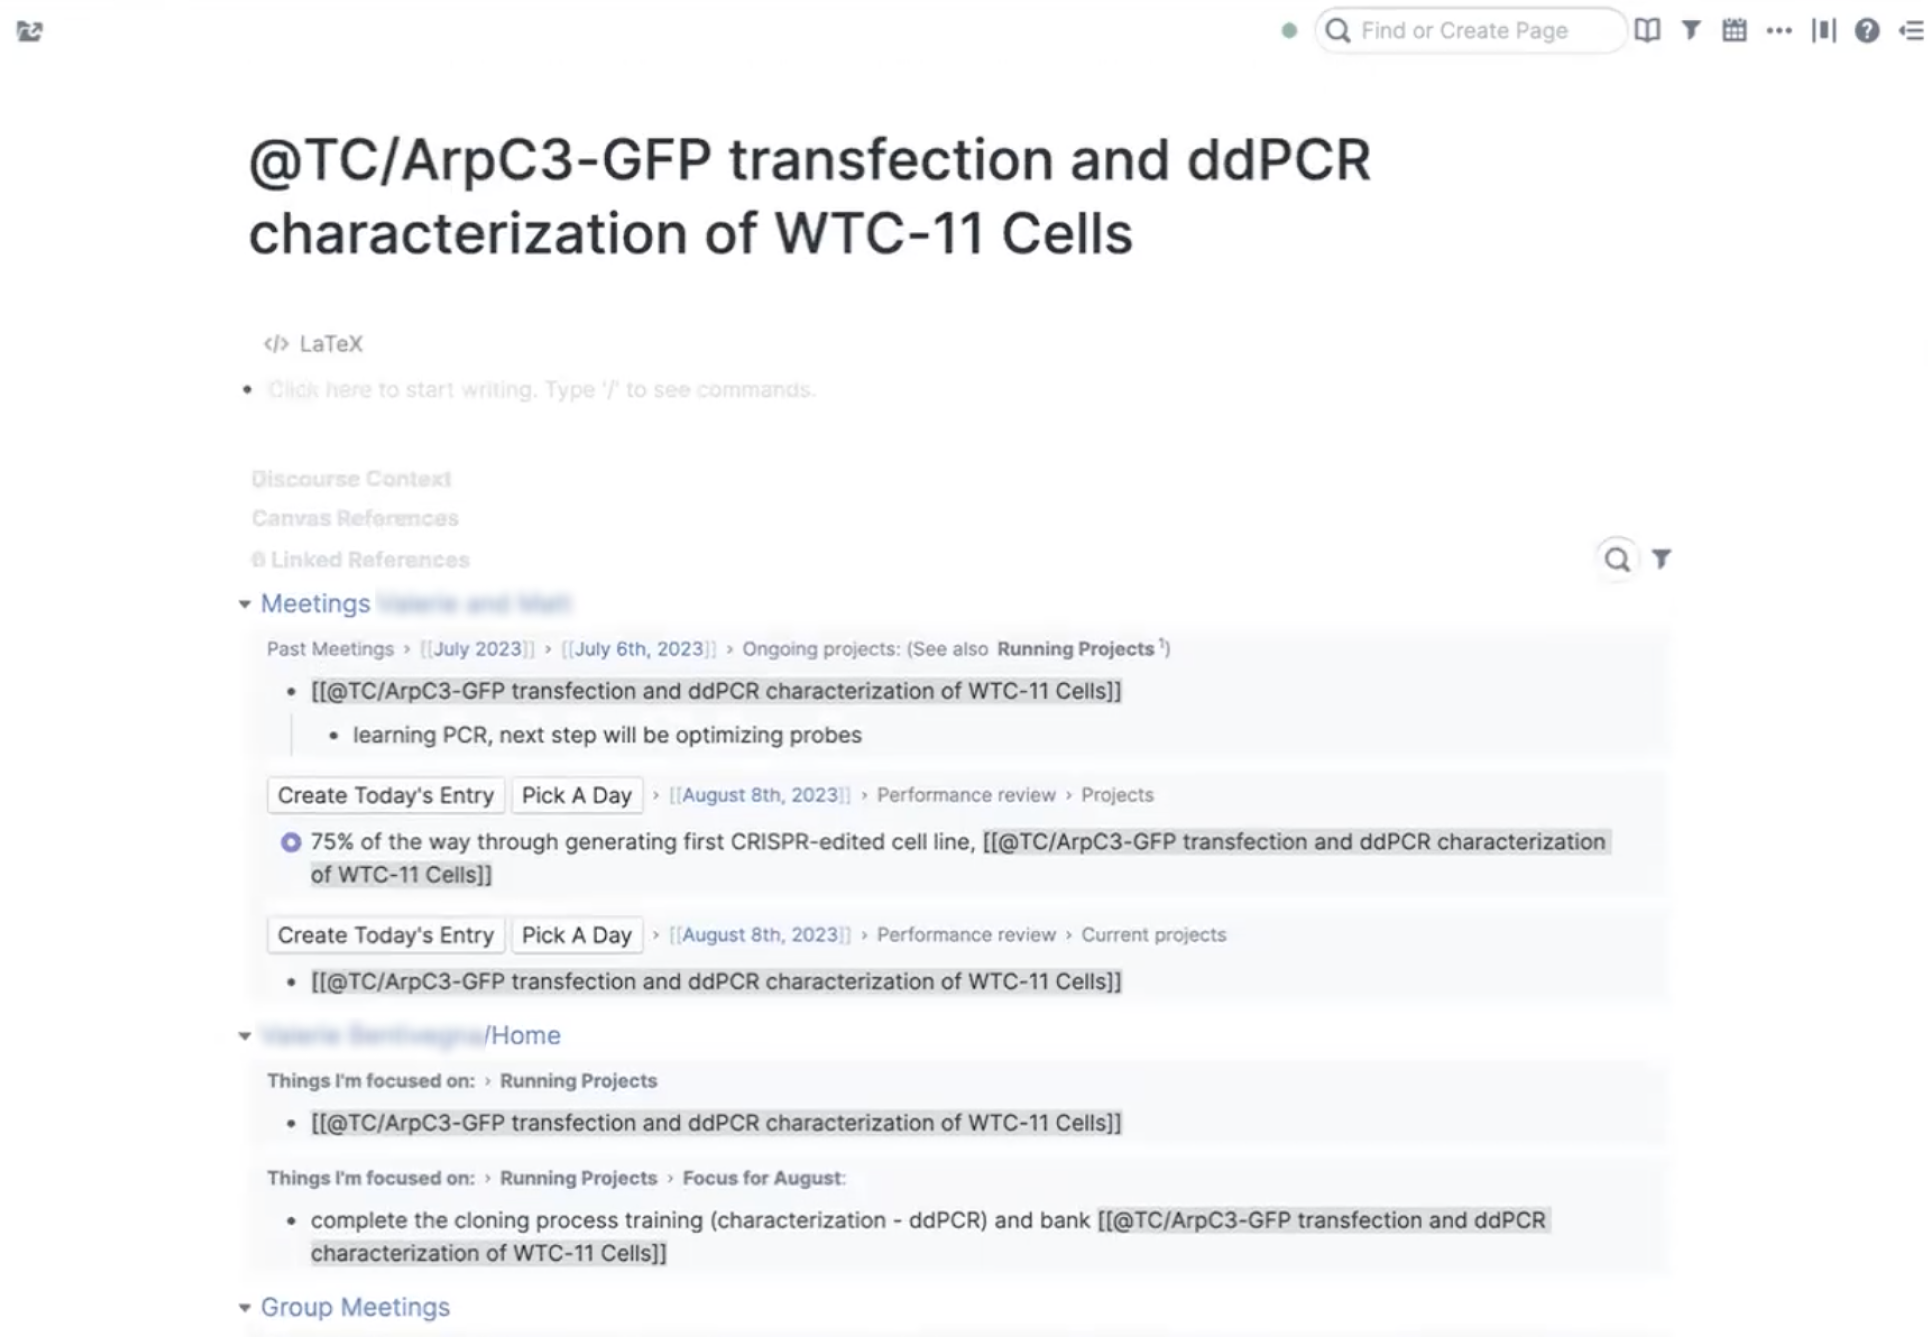 Find or Create Page
@TC/ArpC3-GFP transfection and ddPCR
characterization of WTC-11 Cells
</> LaTeX
• Click here to start writing. Type '/' to see commands.
Discourse Context
Canvas References
6 Linked References
Meetings
Past Meetings › [[July 2023]] › [[July 6th, 2023]] › Ongoing projects: (See also Running Projects ¹)
• [[@TC/ArpC3-GFP transfection and ddPCR characterization of WTC-11 Cells]]
• learning PCR, next step will be optimizing probes
Create Today's Entry Pick A Day › [[August 8th, 2023]] › Performance review › Projects
75% of the way through generating first CRISPR-edited cell line, [[@TC/ArpC3-GFP transfection and ddPCR characterization
of WTC-11 Cells]]
Create Today's Entry Pick A Day › [[August 8th, 2023]] › Performance review › Current projects
• [[@TC/ArpC3-GFP transfection and ddPCR characterization of WTC-11 Cells]]
/Home
Things I'm focused on: › Running Projects
• [[@TC/ArpC3-GFP transfection and ddPCR characterization of WTC-11 Cells]]
Things I'm focused on: › Running Projects › Focus for August:
• complete the cloning process training (characterization - ddPCR) and bank [[@TC/ArpC3-GFP transfection and ddPCR
characterization of WTC-11 Cells]]
Group Meetings